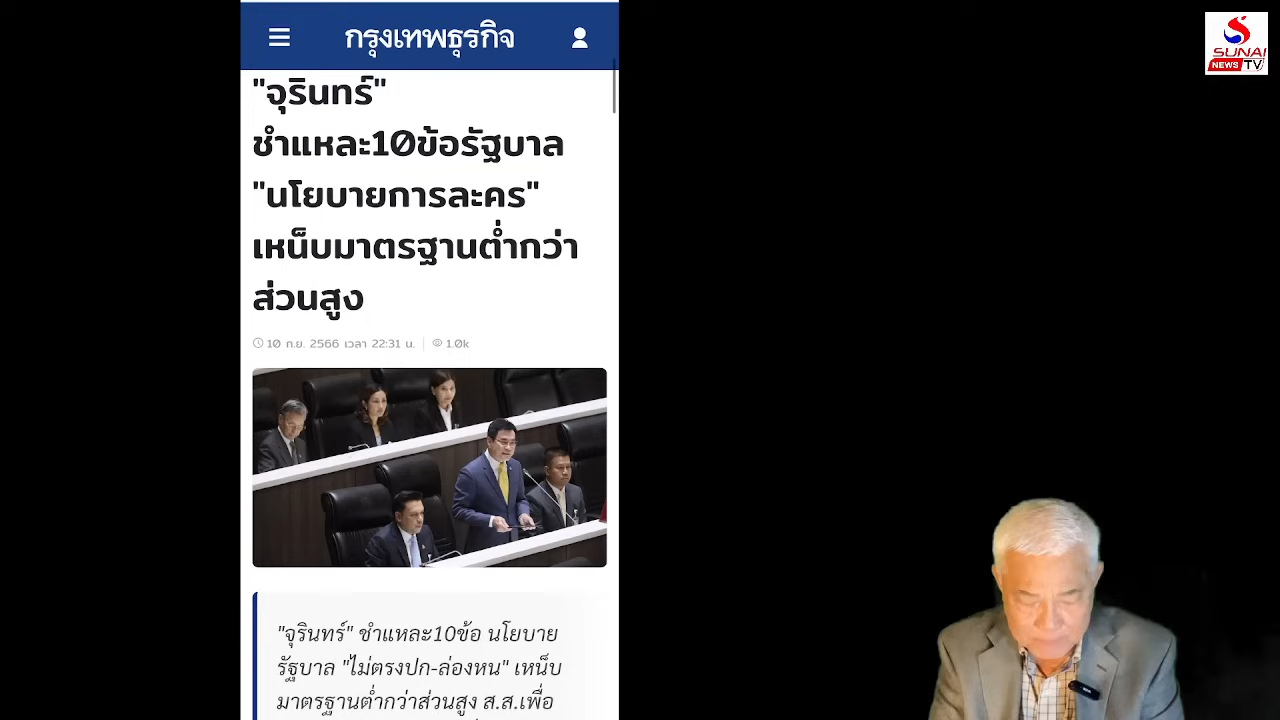 กรุงเทพธุรกิจ
SUNAI
NEWS TV
"จุรินทร์"
ชำแหละ10ข้อรัฐบาล
"นโยบายการละคร"
เหน็บมาตรฐานต่ำกว่า
ส่วนสูง
10 ก.ย. 2566 เวลา 22:31 น. 1.0k
"จุรินทร์" ชำแหละ10ข้อ นโยบาย
รัฐบาล "ไม่ตรงปก-ล่องหน" เหน็บ
มาตรฐานต่ำกว่าส่วนสูง ส.ส.เพื่อ